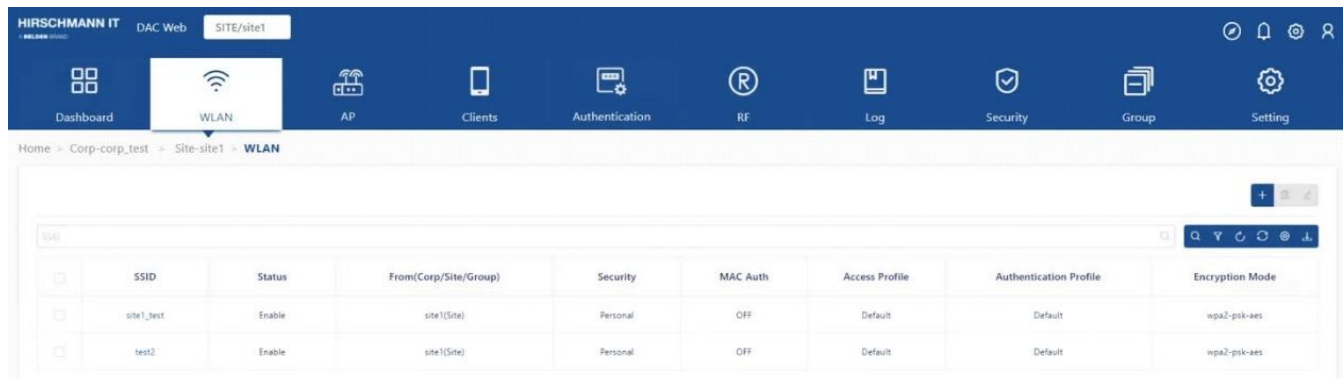 HIRSCHMANN IT
A BELDEN BRAND
DAC Web
SITE/site1
Dashboard
WLAN
AP
Clients
Authentication
RF
Log
Security
Group
Setting
Home > Corp-corp_test > Site-site1 > WLAN
SSID
SSID Status From(Corp/Site/Group) Security MAC Auth Access Profile Authentication Profile Encryption Mode
site1_test Enable site1(Site) Personal OFF Default Default wpa2-psk-aes
test2 Enable site1(Site) Personal OFF Default Default wpa2-psk-aes